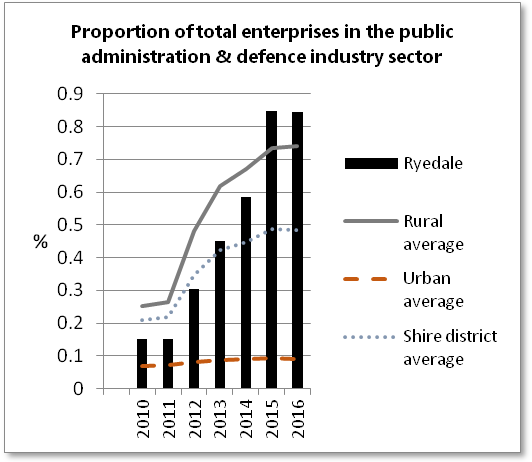 Proportion of total enterprises in the public
administration & defence industry sector
0.9
0.8
0.7
0.6
0.5
0.4
0.3
0.2
0.1
0
%
2010
2011
2012
2013
2014
2015
2016
Ryedale
Rural
average
Urban
average
Shire district
average